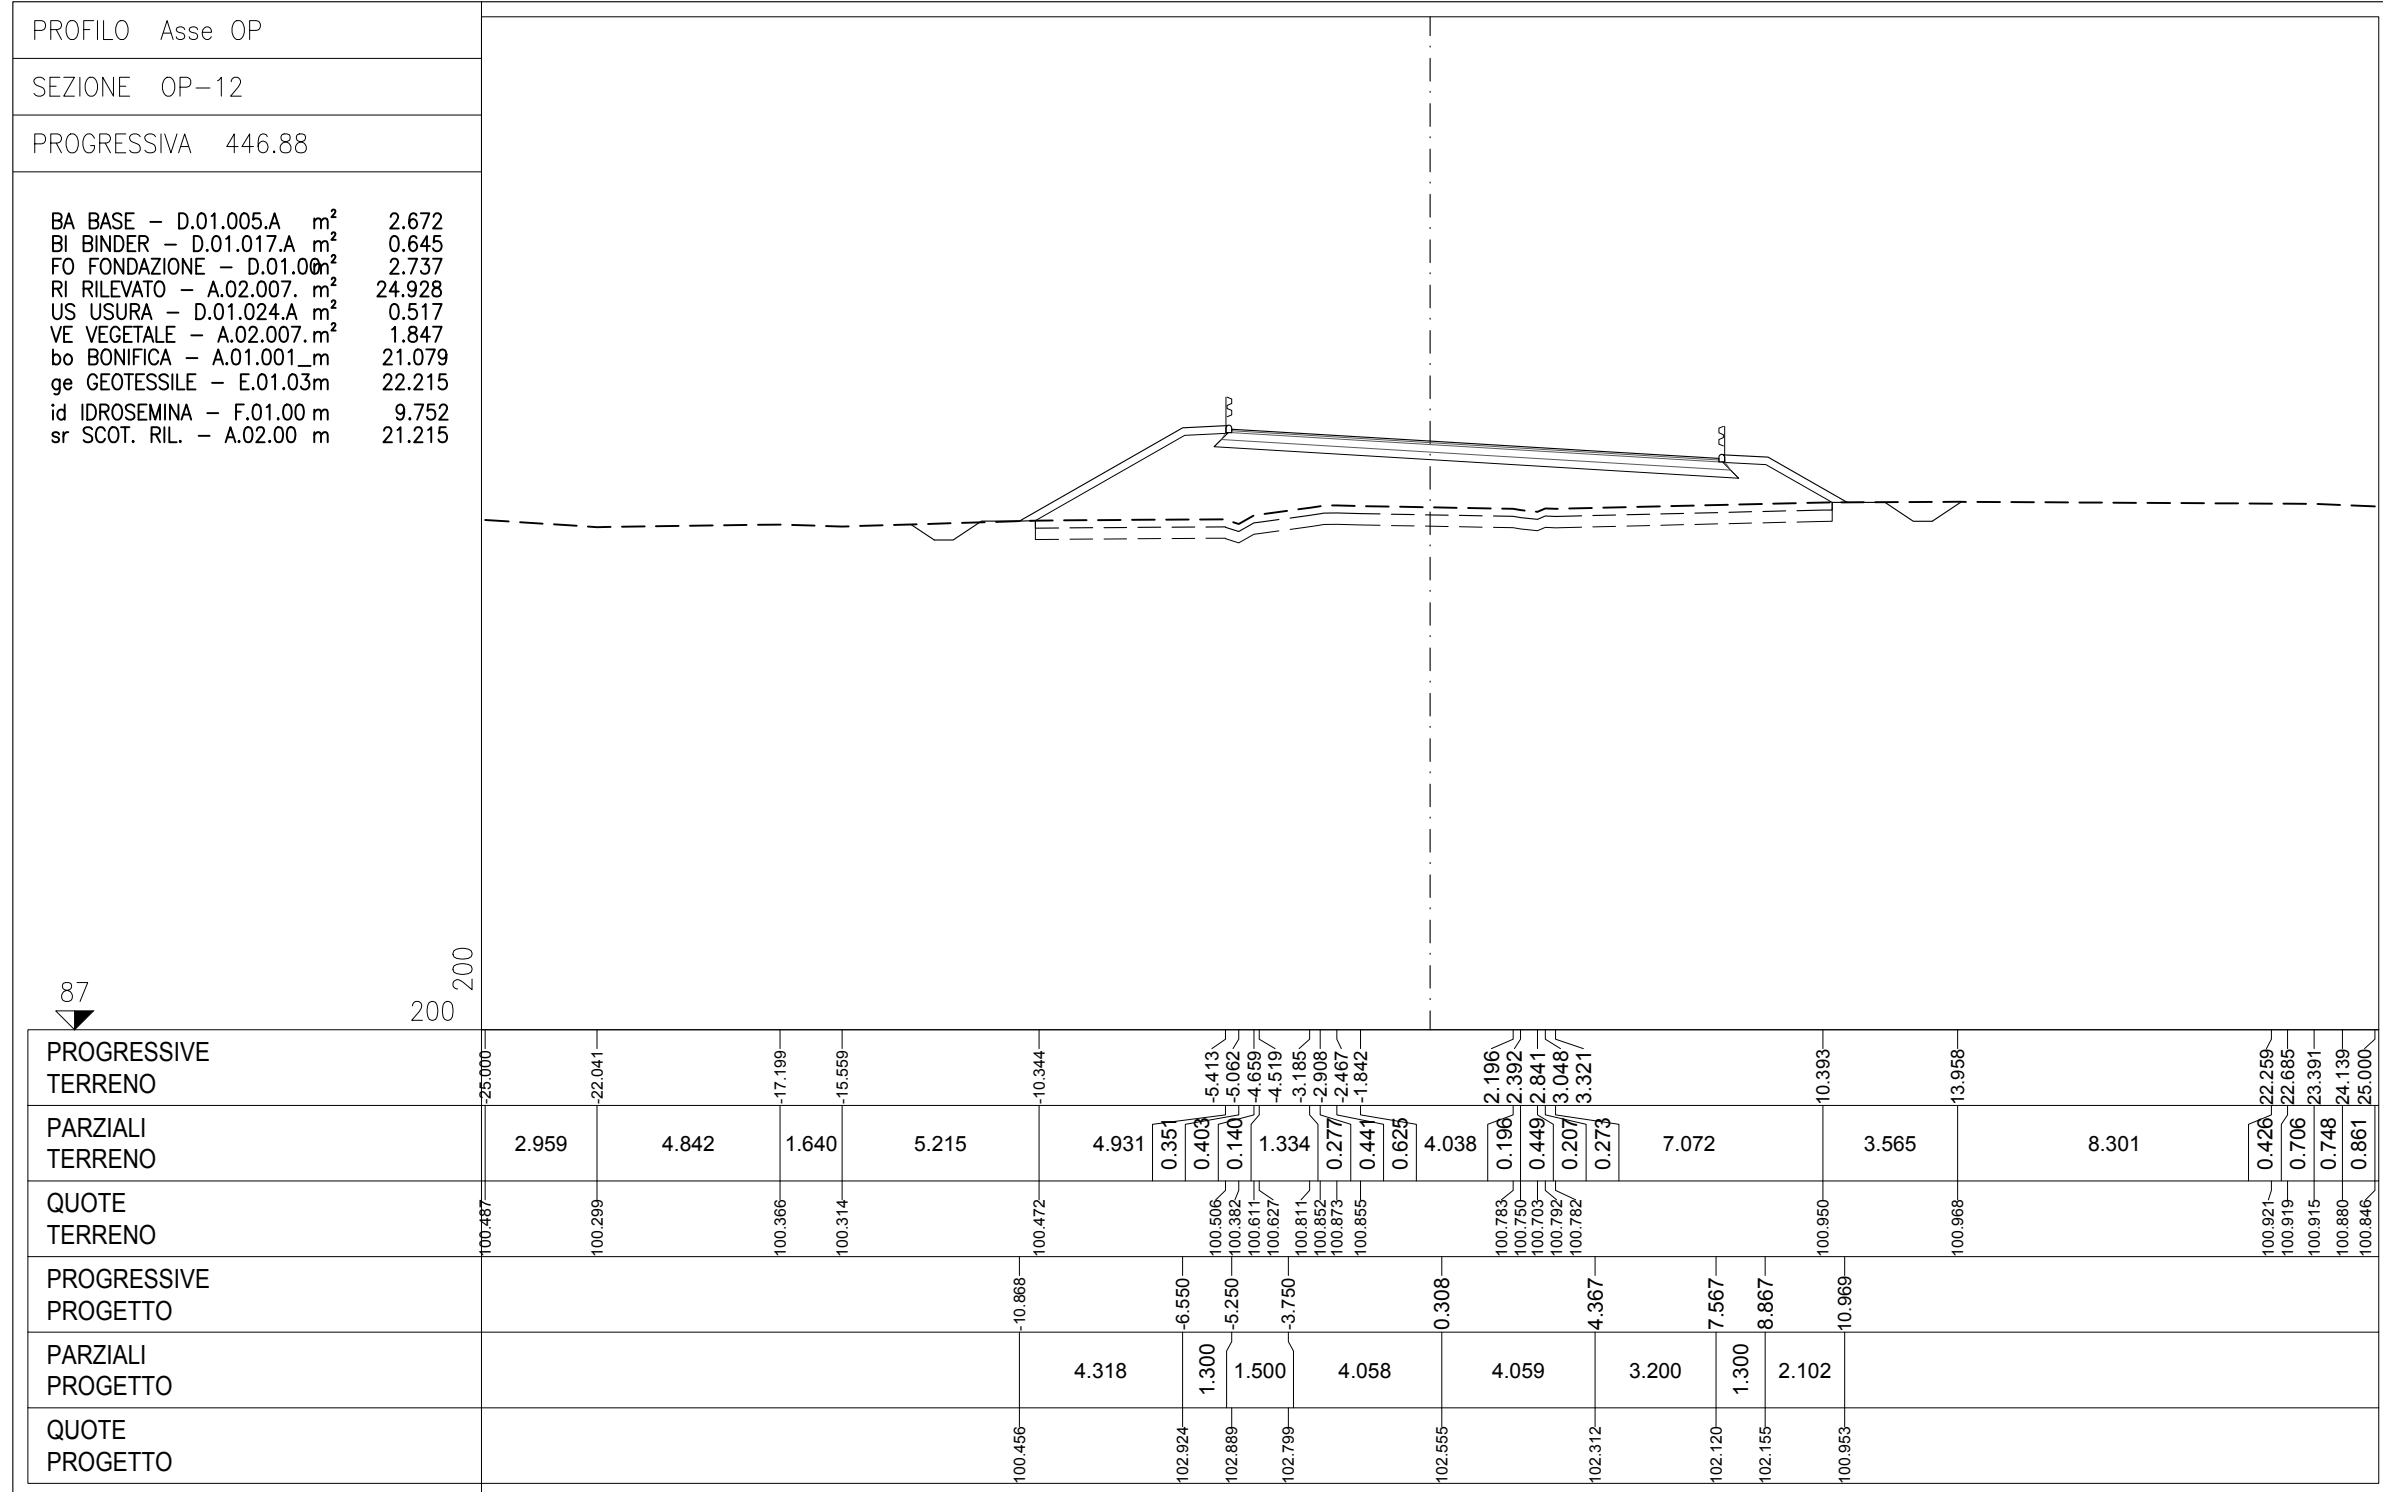 PROFILO Asse OP
SEZIONE OP-12
PROGRESSIVA 446.88
BA BASE - D.01.005.A m² 2.672
BI BINDER - D.01.017.A m² 0.645
FO FONDAZIONE - D.01.00 m² 2.737
RI RILEVATO - A.02.007. m² 24.928
US USURA - D.01.024.A m² 0.517
VE VEGETALE - A.02.007. m² 1.847
bo BONIFICA - A.01.001_m 21.079
ge GEOTESSILE - E.01.03m 22.215
id IDROSEMINA - F.01.00 m 9.752
sr SCOT. RIL. - A.02.00 m 21.215
87
200
200
PROGRESSIVE
TERRENO
-25.000 -22.041 -17.199 -15.559 -10.344 -5.413 -5.062 -4.659 -4.519 -3.185 -2.908 -2.467 -1.842 2.196 2.392 2.841 3.048 3.321 10.393 13.958 22.259 22.685 23.391 24.139 25.000
PARZIALI
TERRENO
2.959 4.842 1.640 5.215 4.931 0.351 0.403 0.140 1.334 0.277 0.441 0.625 4.038 0.196 0.449 0.207 0.273 7.072 3.565 8.301 0.426 0.706 0.748 0.861
QUOTE
TERRENO
100.487 100.299 100.366 100.314 100.472 100.506 100.382 100.611 100.627 100.811 100.852 100.873 100.855 100.783 100.750 100.703 100.792 100.782 100.950 100.968 100.921 100.919 100.915 100.880 100.846
PROGRESSIVE
PROGETTO
-10.868 -6.550 -5.250 -3.750 0.308 4.367 7.567 8.867 10.969
PARZIALI
PROGETTO
4.318 1.300 1.500 4.058 4.059 3.200 1.300 2.102
QUOTE
PROGETTO
100.456 102.924 102.889 102.799 102.555 102.312 102.120 102.155 100.953